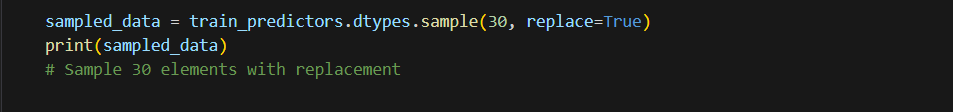 sampled_data = train_predictors.dtypes.sample(30, replace=True)
print(sampled_data)
# Sample 30 elements with replacement